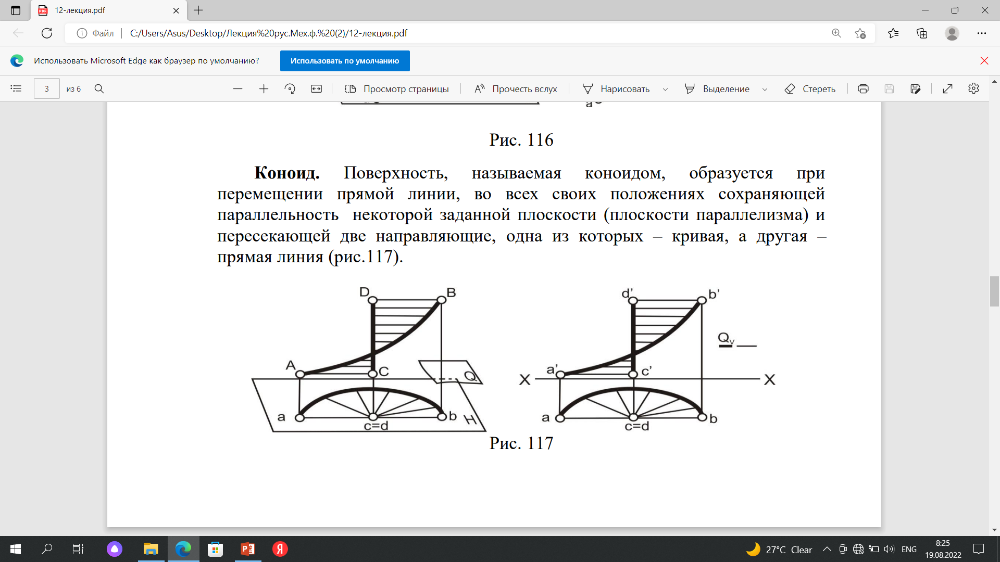 12-лекция.pdf
Файл C:/Users/Asus/Desktop/Лекция%20рус.Мех.ф.%20(2)/12-лекция.pdf
Использовать Microsoft Edge как браузер по умолчанию? Использовать по умолчанию
3 из 6 Просмотр страницы Прочесть вслух Нарисовать Выделение Стереть
a
Рис. 116
Коноид. Поверхность, называемая коноидом, образуется при
перемещении прямой линии, во всех своих положениях сохраняющей
параллельность некоторой заданной плоскости (плоскости параллелизма) и
пересекающей две направляющие, одна из которых – кривая, а другая –
прямая линия (рис.117).
D B
A C Q
a c=d b H
d' b'
Qv
a' c'
X X
a c=d b
Рис. 117
27°C Clear ENG 8:25
19.08.2022